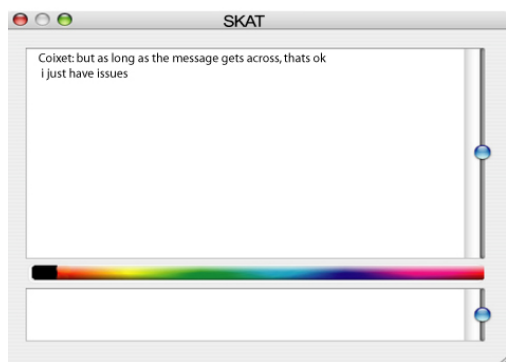 SKAT
Coixet: but as long as the message gets across, thats ok
i just have issues